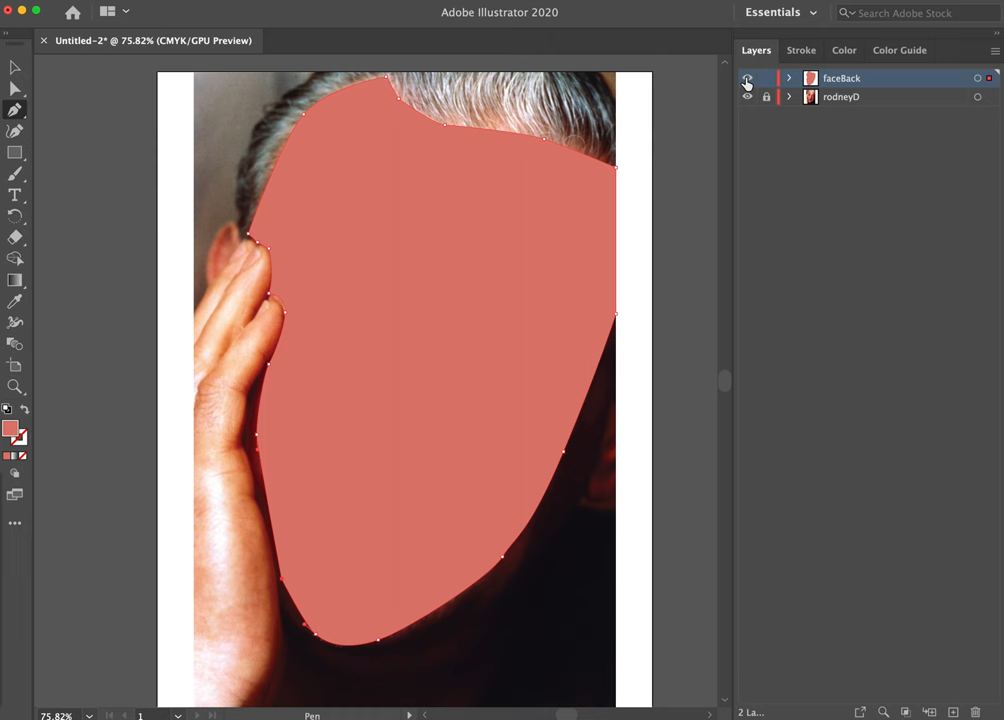 Adobe Illustrator 2020
Essentials
Search Adobe Stock
Untitled-2* @ 75.82% (CMYK/GPU Preview)
Layers
Stroke
Color
Color Guide
faceBack
rodneyD
75.82%
1
Pen
2 La...